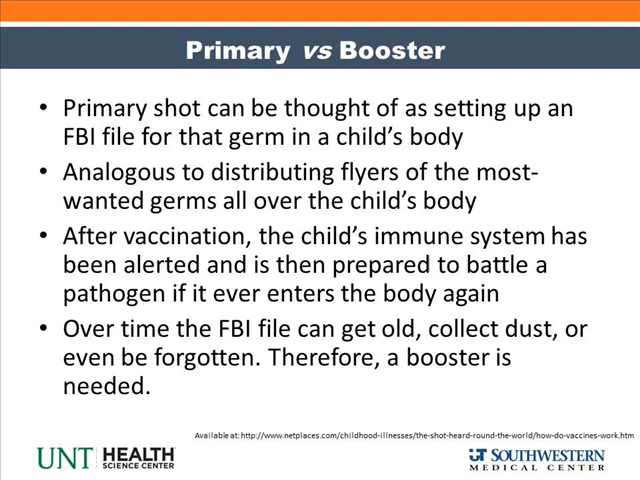 Primary vs Booster
• Primary shot can be thought of as setting up an
FBI file for that germ in a child’s body
• Analogous to distributing flyers of the most-
wanted germs all over the child’s body
• After vaccination, the child’s immune system has
been alerted and is then prepared to battle a
pathogen if it ever enters the body again
• Over time the FBI file can get old, collect dust, or
even be forgotten. Therefore, a booster is
needed.
Available at: http://www.netplaces.com/childhood-illnesses/the-shot-heard-round-the-world/how-do-vaccines-work.htm
UNT HEALTH
SCIENCE CENTER
UT SOUTHWESTERN
MEDICAL CENTER